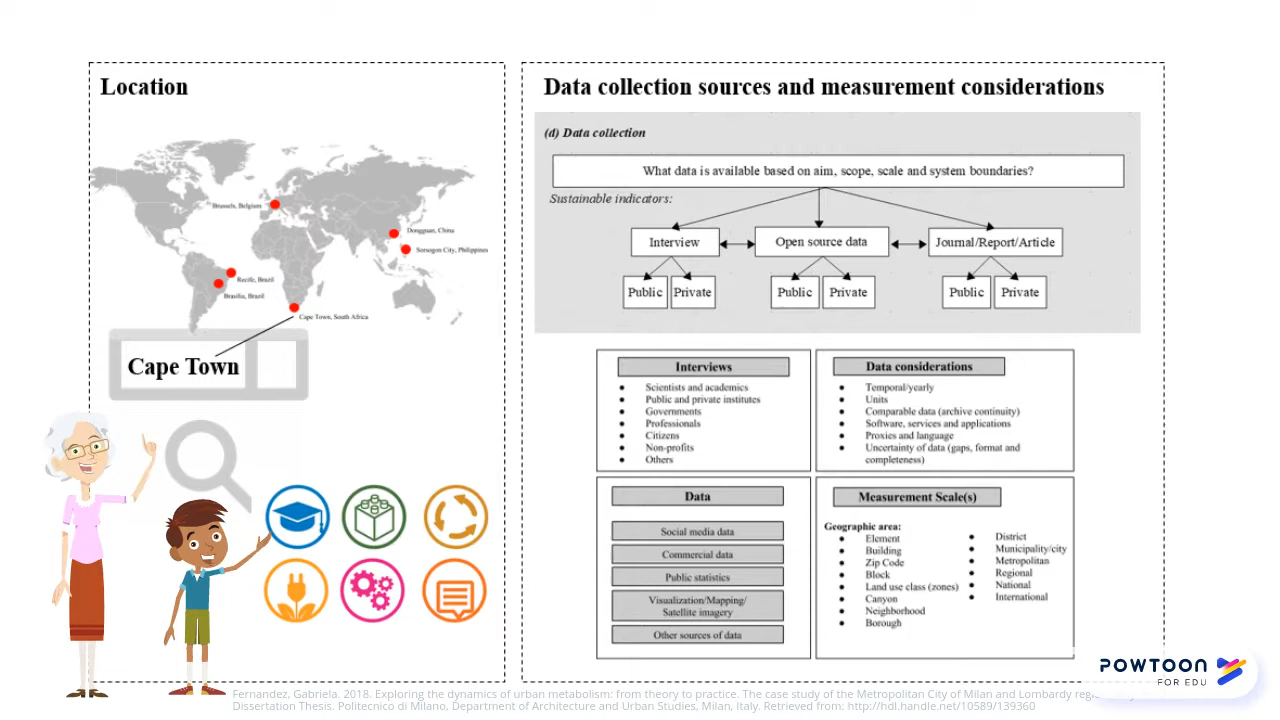 Location
Brussels, Belgium
Dongguan, China
Sorsogon City, Philippines
Recife, Brazil
Brasilia, Brazil
Cape Town, South Africa
Cape Town
Data collection sources and measurement considerations
(d) Data collection
What data is available based on aim, scope, scale and system boundaries?
Sustainable indicators:
Interview
Open source data
Journal/Report/Article
Public
Private
Public
Private
Public
Private
Interviews
● Scientists and academics
● Public and private institutes
● Governments
● Professionals
● Citizens
● Non-profits
● Others
Data considerations
● Temporal/yearly
● Units
● Comparable data (archive continuity)
● Software, services and applications
● Proxies and language
● Uncertainty of data (gaps, format and
completeness)
Data
Social media data
Commercial data
Public statistics
Visualization/Mapping/
Satellite imagery
Other sources of data
Measurement Scale(s)
Geographic area:
● Element
● Building
● Zip Code
● Block
● Land use class (zones)
● Canyon
● Neighborhood
● Borough
● District
● Municipality/city
● Metropolitan
● Regional
● National
● International
POWTOON
FOR EDU
Fernandez, Gabriela. 2018. Exploring the dynamics of urban metabolism: from theory to practice. The case study of the Metropolitan City of Milan and Lombardy
Dissertation Thesis. Politecnico di Milano. Department of Architecture and Urban Studies, Milan, Italy. Retrieved from: http://hdl.handle.net/10589/139360